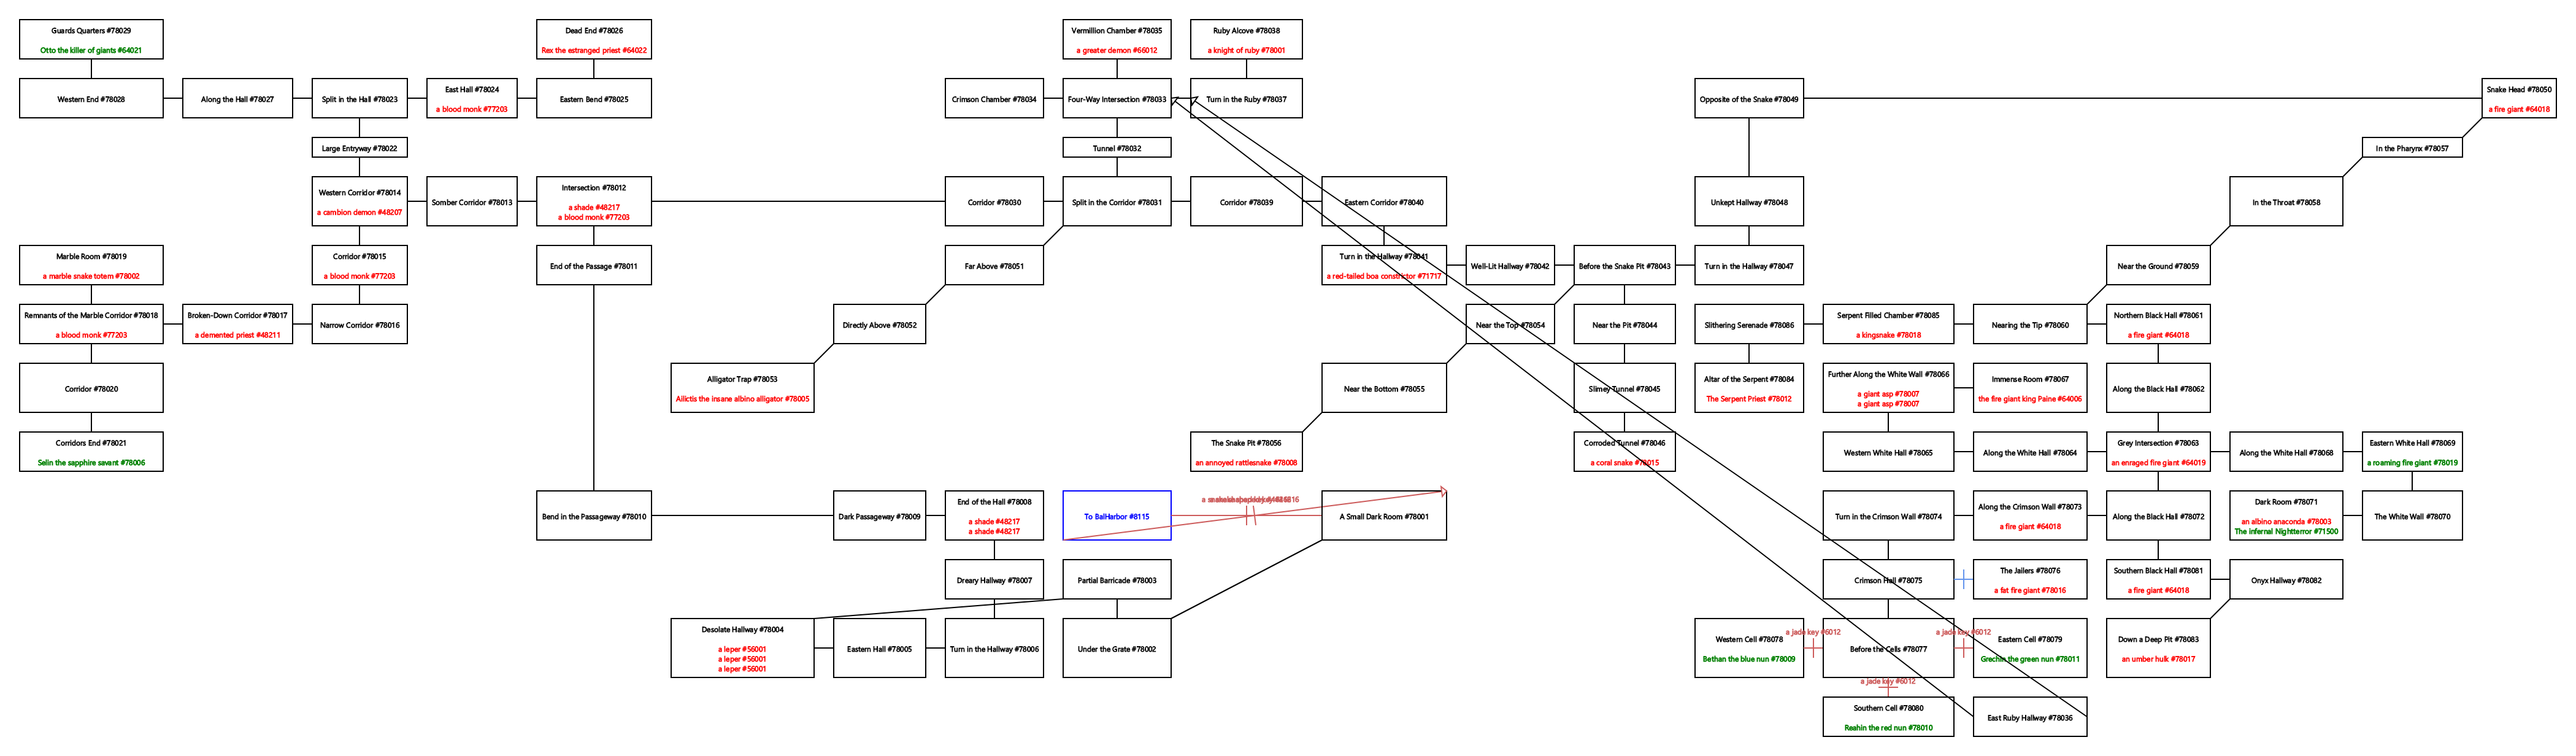 Guards Quarters #78029
Otto the killer of giants #64021
Dead End #78026
Rex the estranged priest #64022
Vermillion Chamber #78035
a greater demon #66012
Ruby Alcove #78038
a knight of ruby #78001
Western End #78028
Along the Hall #78027
Split in the Hall #78023
East Hall #78024
a blood monk #77203
Eastern Bend #78025
Crimson Chamber #78034
Four-Way Intersection #78033
Turn in the Ruby #78037
Opposite of the Snake #78049
Snake Head #78050
a fire giant #64018
Large Entryway #78022
Tunnel #78032
In the Pharynx #78057
Western Corridor #78014
a cambion demon #48207
Somber Corridor #78013
Intersection #78012
a shade #48217
a blood monk #77203
Corridor #78030
Split in the Corridor #78031
Corridor #78039
Eastern Corridor #78040
Unkept Hallway #78048
In the Throat #78058
Marble Room #78019
a marble snake totem #78002
Corridor #78015
a blood monk #77203
End of the Passage #78011
Far Above #78051
Turn in the Hallway #78041
a red-tailed boa constrictor #71717
Well-Lit Hallway #78042
Before the Snake Pit #78043
Turn in the Hallway #78047
Near the Ground #78059
Remnants of the Marble Corridor #78018
a blood monk #77203
Broken-Down Corridor #78017
a demented priest #48211
Narrow Corridor #78016
Directly Above #78052
Near the Top #78054
Near the Pit #78044
Slithering Serenade #78086
Serpent Filled Chamber #78085
a kingsnake #78018
Nearing the Tip #78060
Northern Black Hall #78061
a fire giant #64018
Corridor #78020
Alligator Trap #78053
Ailictis the insane albino alligator #78005
Near the Bottom #78055
Slimey Tunnel #78045
Altar of the Serpent #78084
The Serpent Priest #78012
Further Along the White Wall #78066
a giant asp #78007
a giant asp #78007
Immense Room #78067
the fire giant king Paine #64006
Along the Black Hall #78062
Corridors End #78021
Selin the sapphire savant #78006
The Snake Pit #78056
an annoyed rattlesnake #78008
Corroded Tunnel #78046
a coral snake #78015
Western White Hall #78065
Along the White Hall #78064
Grey Intersection #78063
an enraged fire giant #64019
Along the White Hall #78068
Eastern White Hall #78069
a roaming fire giant #78019
Bend in the Passageway #78010
Dark Passageway #78009
End of the Hall #78008
a shade #48217
a shade #48217
To BalHarbor #8115
A Small Dark Room #78001
Turn in the Crimson Wall #78074
Along the Crimson Wall #78073
a fire giant #64018
Along the Black Hall #78072
Dark Room #78071
an albino anaconda #78003
The infernal Nightterror #71500
The White Wall #78070
Dreary Hallway #78007
Partial Barricade #78003
Crimson Hall #78075
The Jailers #78076
a fat fire giant #78016
Southern Black Hall #78081
a fire giant #64018
Onyx Hallway #78082
Desolate Hallway #78004
a leper #56001
a leper #56001
a leper #56001
Eastern Hall #78005
Turn in the Hallway #78006
Under the Grate #78002
Western Cell #78078
Bethan the blue nun #78009
a jade key #6012
Before the Cells #78077
a jade key #6012
Eastern Cell #78079
Grechin the green nun #78011
Down a Deep Pit #78083
an umber hulk #78017
a jade key #6012
Southern Cell #78080
Reahin the red nun #78010
East Ruby Hallway #78036